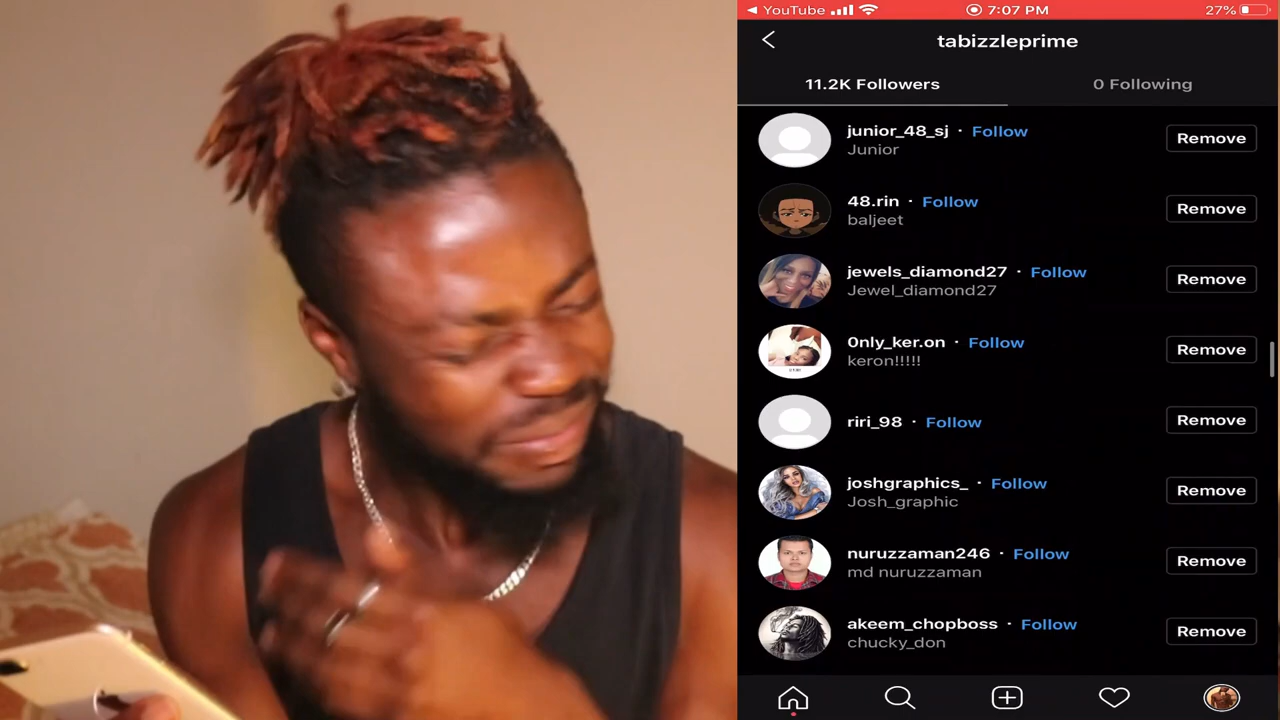 ◀ YouTube 7:07 PM 27%
tabizzleprime
11.2K Followers 0 Following
junior_48_sj · Follow Remove
Junior
48.rin · Follow Remove
baljeet
jewels_diamond27 · Follow Remove
Jewel_diamond27
0nly_ker.on · Follow Remove
keron!!!!!
riri_98 · Follow Remove
joshgraphics_ · Follow Remove
Josh_graphic
nuruzzaman246 · Follow Remove
md nuruzzaman
akeem_chopboss · Follow Remove
chucky_don